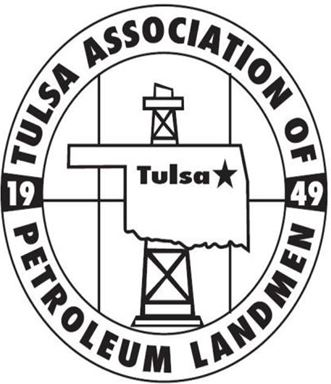 TULSA ASSOCIATION OF
Tulsa
19 49
PETROLEUM LANDMEN